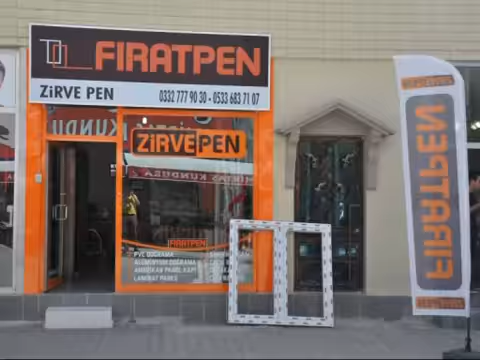 FIRATPEN
ZiRVE PEN 0332 777 90 30 - 0533 683 71 07
ZiRVEPEN
FIRATPEN
PVC DOĞRAMA
ALÜMİNYUM DOĞRAMA
AMERİKAN PANEL KAPI
LAMİNAT PARKE
FIRATPEN